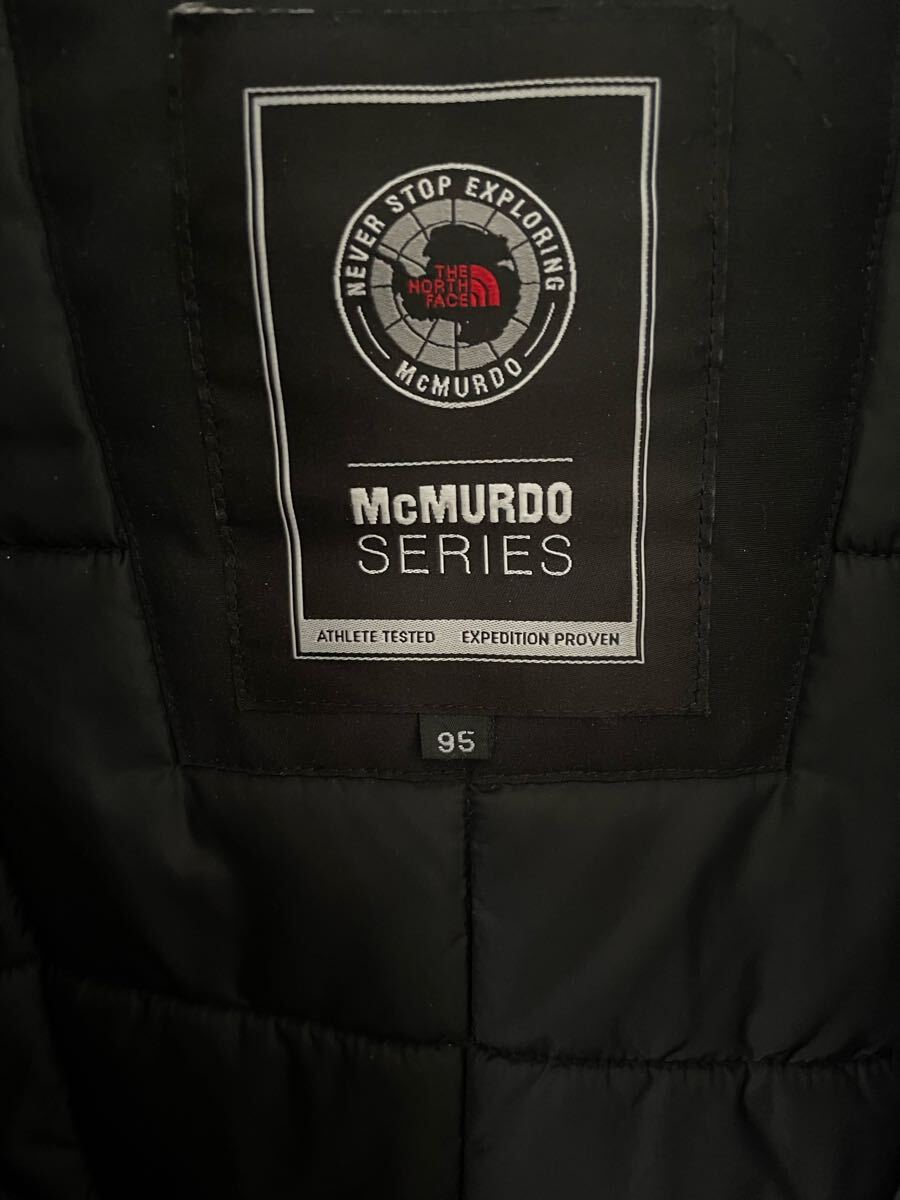 NEVER STOP EXPLORING
THE
NORTH
FACE
McMURDO
McMURDO
SERIES
ATHLETE TESTED EXPEDITION PROVEN
95